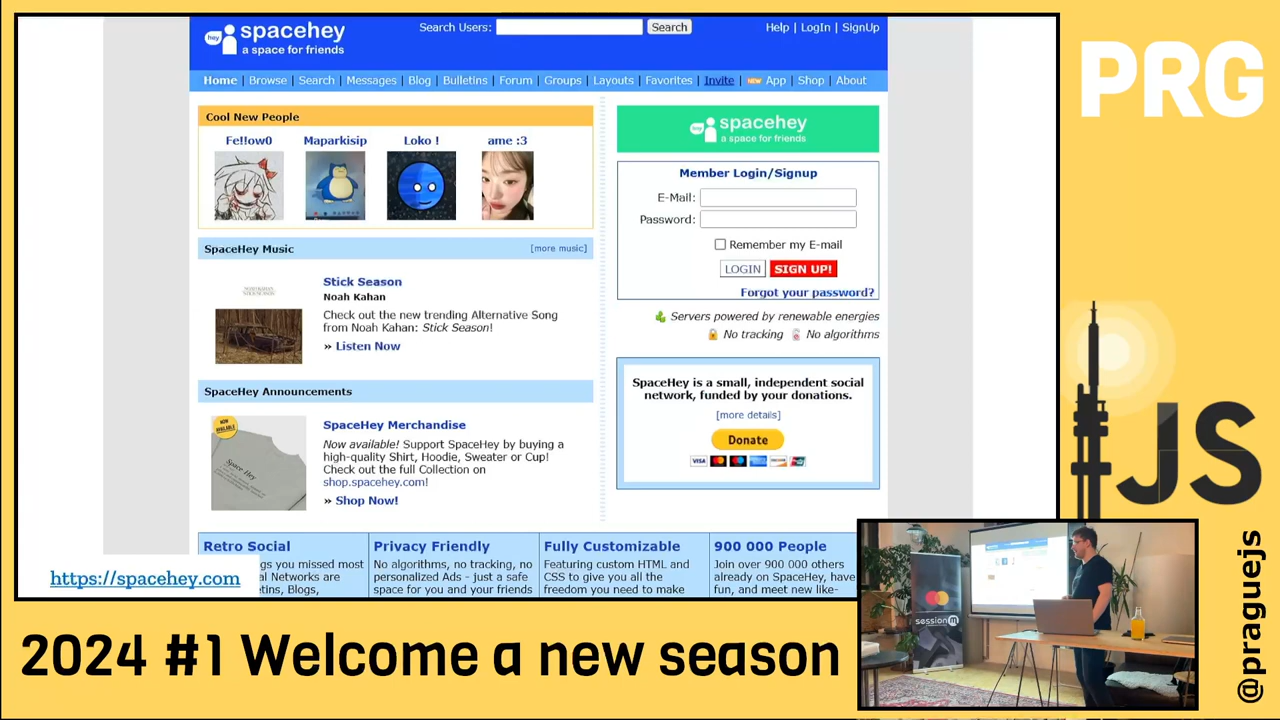 hey
spacehey
a space for friends
Search Users:
Search
Help | LogIn | SignUp
Home | Browse | Search | Messages | Blog | Bulletins | Forum | Groups | Layouts | Favorites | Invite | NEW App | Shop | About
Cool New People
Fe!!ow0
Maparkisip
Loko !
ame :3
SpaceHey Music
[more music]
Stick Season
Noah Kahan
Check out the new trending Alternative Song
from Noah Kahan: Stick Season!
» Listen Now
SpaceHey Announcements
NOW
AVAILABLE!
Space Hey
SpaceHey Merchandise
Now available! Support SpaceHey by buying a
high-quality Shirt, Hoodie, Sweater or Cup!
Check out the full Collection on
shop.spacehey.com!
» Shop Now!
hey
spacehey
a space for friends
Member Login/Signup
E-Mail:
Password:
Remember my E-mail
LOGIN
SIGN UP!
Forgot your password?
Servers powered by renewable energies
No tracking
No algorithms
SpaceHey is a small, independent social
network, funded by your donations.
[more details]
Donate
VISA
Retro Social
gs you missed most
al Networks are
etins, Blogs,
Privacy Friendly
No algorithms, no tracking, no
personalized Ads - just a safe
space for you and your friends
Fully Customizable
Featuring custom HTML and
CSS to give you all the
freedom you need to make
900 000 People
Join over 900 000 others
already on SpaceHey, have
fun, and meet new like-
https://spacehey.com
PRG
JS
@praguejs
session m
2024 #1 Welcome a new season